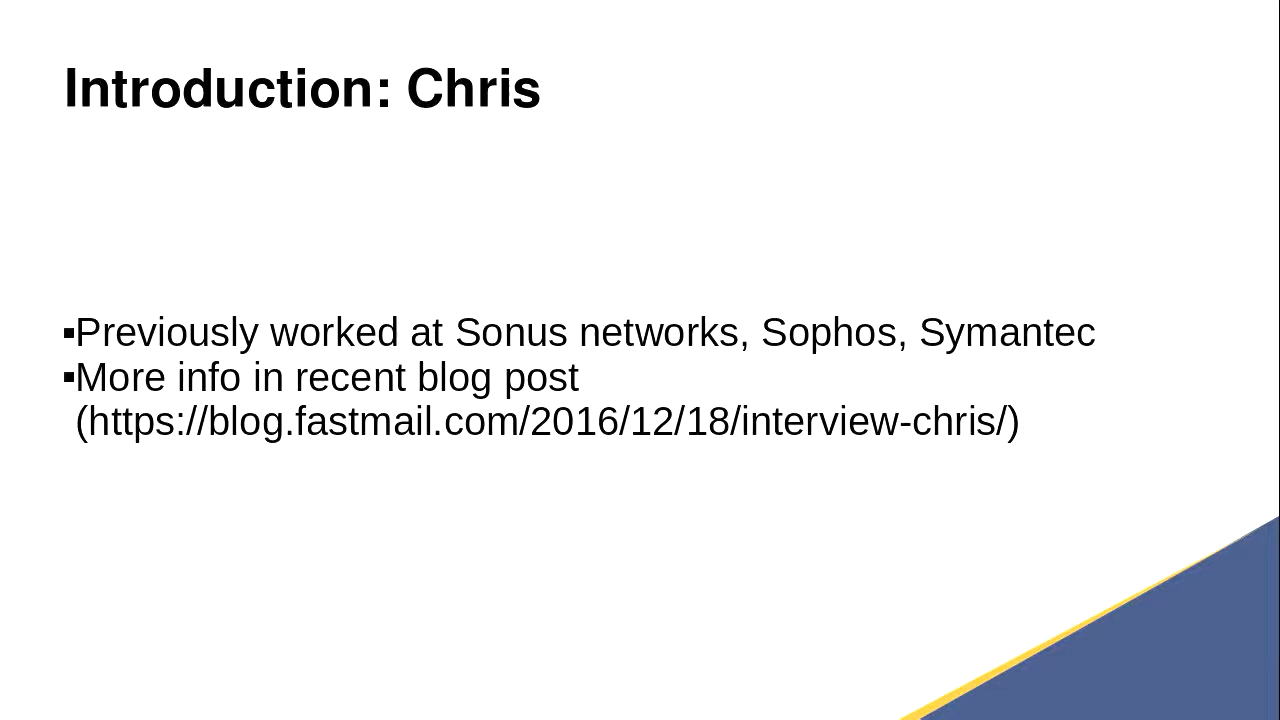 Introduction: Chris
▪Previously worked at Sonus networks, Sophos, Symantec
▪More info in recent blog post
(https://blog.fastmail.com/2016/12/18/interview-chris/)